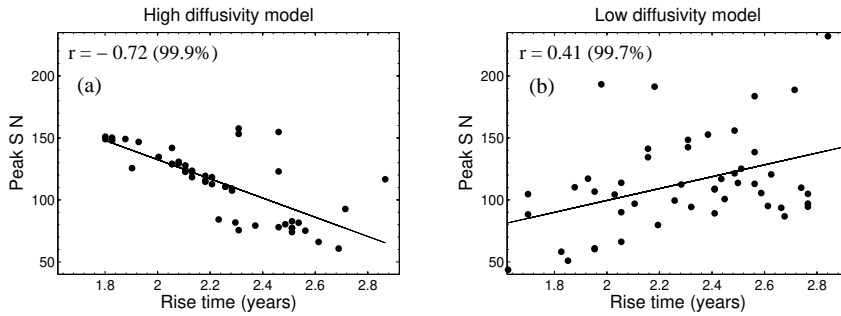 High diffusivity model
r = − 0.72 (99.9%)
(a)
Peak S N
200
150
100
50
1.8 2 2.2 2.4 2.6 2.8
Rise time (years)
Low diffusivity model
r = 0.41 (99.7%)
(b)
Peak S N
200
150
100
50
1.8 2 2.2 2.4 2.6 2.8
Rise time (years)